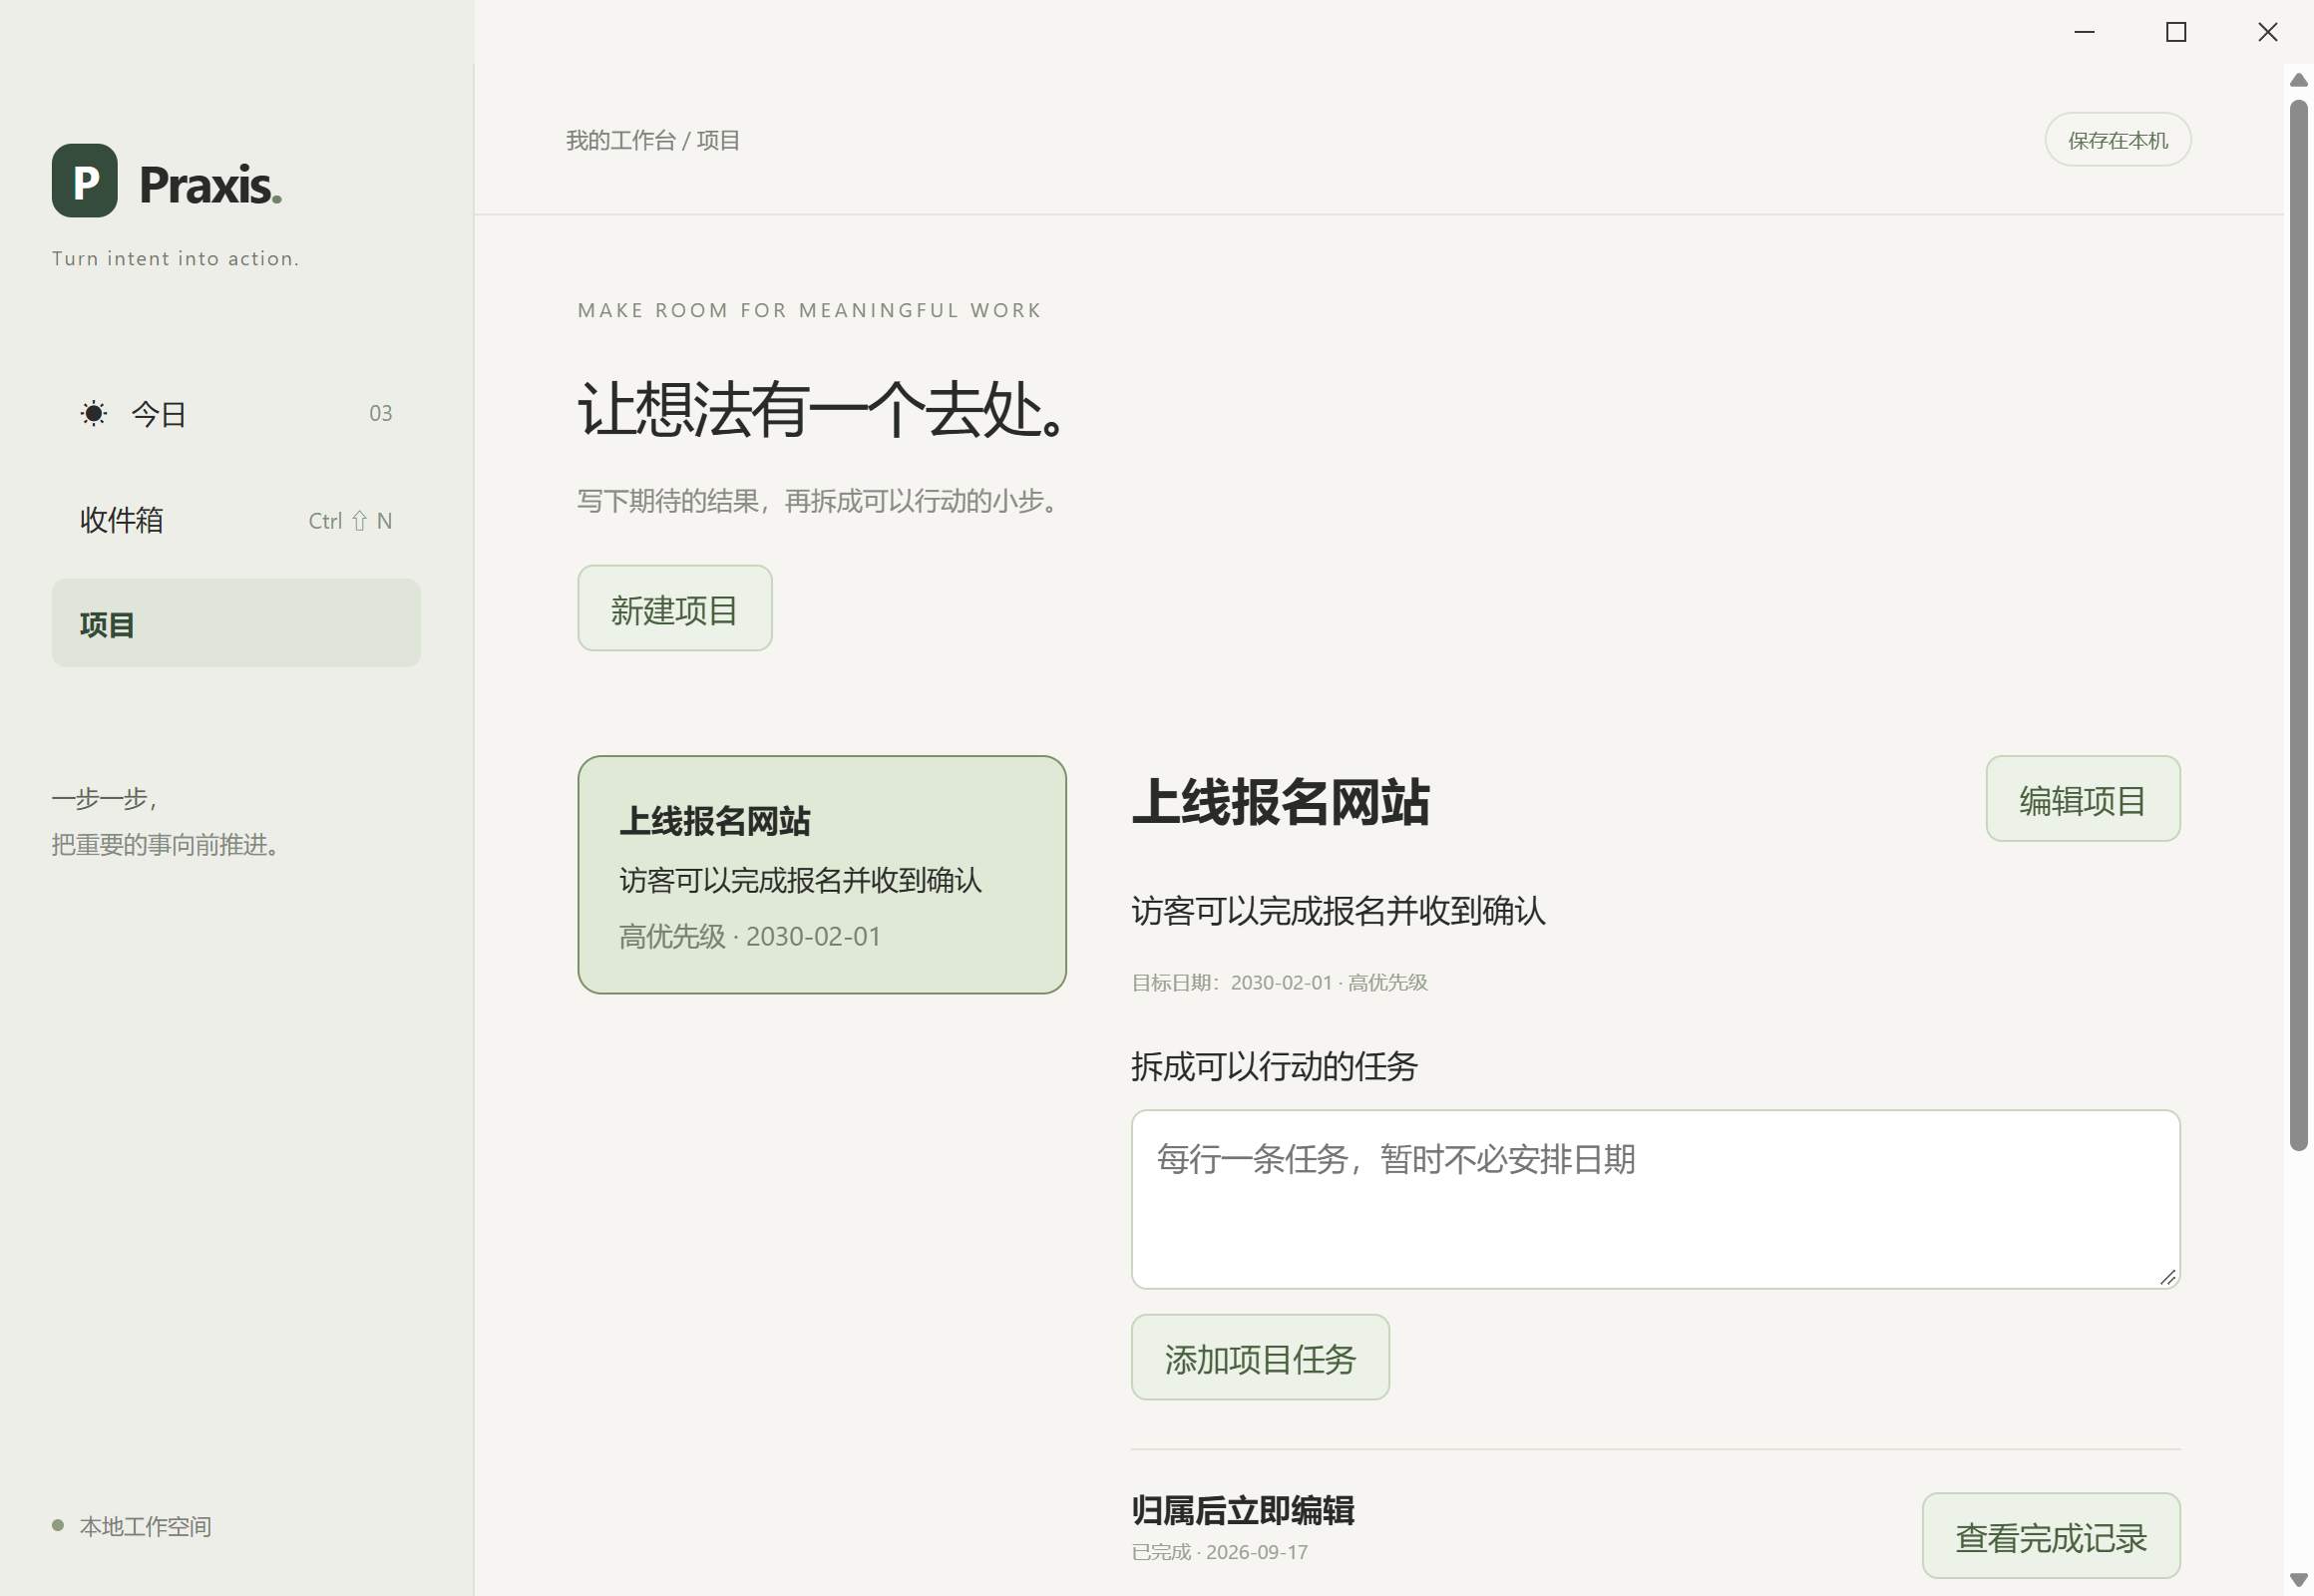 P Praxis.
Turn intent into action.
今日 03
收件箱 Ctrl ⇧ N
项目
一步一步，
把重要的事向前推进。
本地工作空间
我的工作台 / 项目
保存在本机
MAKE ROOM FOR MEANINGFUL WORK
让想法有一个去处。
写下期待的结果，再拆成可以行动的小步。
新建项目
上线报名网站
访客可以完成报名并收到确认
高优先级 · 2030-02-01
上线报名网站
编辑项目
访客可以完成报名并收到确认
目标日期：2030-02-01 · 高优先级
拆成可以行动的任务
每行一条任务，暂时不必安排日期
添加项目任务
归属后立即编辑
已完成 · 2026-09-17
查看完成记录